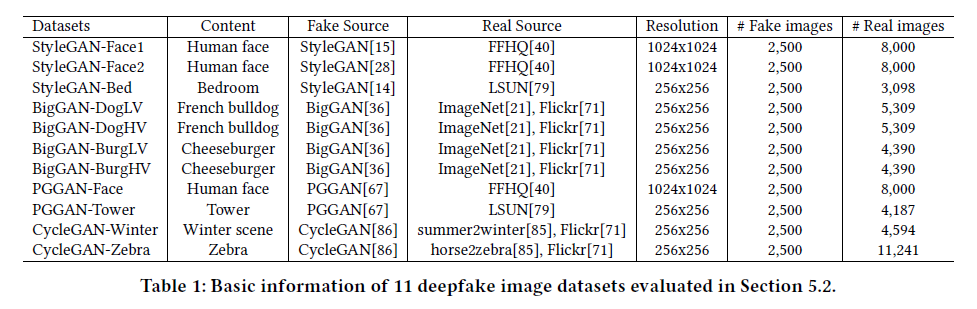 Datasets Content Fake Source Real Source Resolution # Fake images # Real images
StyleGAN-Face1 Human face StyleGAN[15] FFHQ[40] 1024x1024 2,500 8,000
StyleGAN-Face2 Human face StyleGAN[28] FFHQ[40] 1024x1024 2,500 8,000
StyleGAN-Bed Bedroom StyleGAN[14] LSUN[79] 256x256 2,500 3,098
BigGAN-DogLV French bulldog BigGAN[36] ImageNet[21], Flickr[71] 256x256 2,500 5,309
BigGAN-DogHV French bulldog BigGAN[36] ImageNet[21], Flickr[71] 256x256 2,500 5,309
BigGAN-BurgLV Cheeseburger BigGAN[36] ImageNet[21], Flickr[71] 256x256 2,500 4,390
BigGAN-BurgHV Cheeseburger BigGAN[36] ImageNet[21], Flickr[71] 256x256 2,500 4,390
PGGAN-Face Human face PGGAN[67] FFHQ[40] 1024x1024 2,500 8,000
PGGAN-Tower Tower PGGAN[67] LSUN[79] 256x256 2,500 4,187
CycleGAN-Winter Winter scene CycleGAN[86] summer2winter[85], Flickr[71] 256x256 2,500 4,594
CycleGAN-Zebra Zebra CycleGAN[86] horse2zebra[85], Flickr[71] 256x256 2,500 11,241
Table 1: Basic information of 11 deepfake image datasets evaluated in Section 5.2.